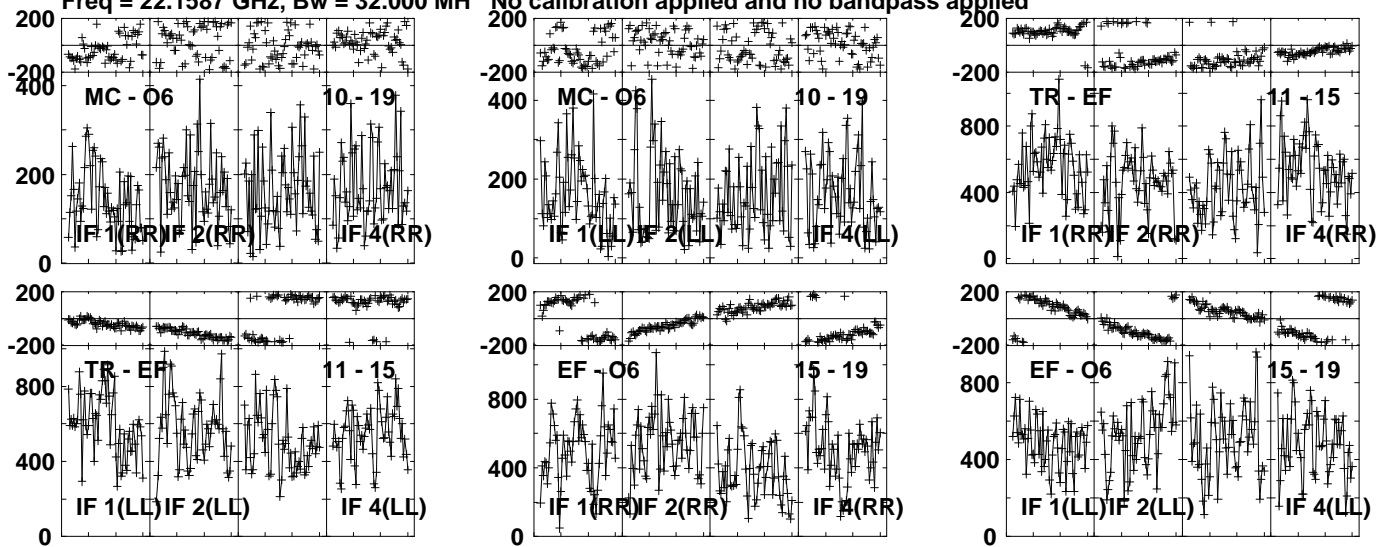 Freq = 22.1587 GHz, Bw = 32.000 MH No calibration applied and no bandpass applied
200
-200
400
200
0
MC - O6 10 - 19
IF 1(RR) IF 2(RR) IF 4(RR)
400
200
0
MC - O6 10 - 19
IF 1(LL) IF 2(LL) IF 4(LL)
200
-200
800
400
0
TR - EF 11 - 15
IF 1(RR) IF 2(RR) IF 4(RR)
200
-200
800
400
0
TR - EF 11 - 15
IF 1(LL) IF 2(LL) IF 4(LL)
200
-200
800
400
0
EF - O6 15 - 19
IF 1(RR) IF 2(RR) IF 4(RR)
200
-200
800
400
0
EF - O6 15 - 19
IF 1(LL) IF 2(LL) IF 4(LL)